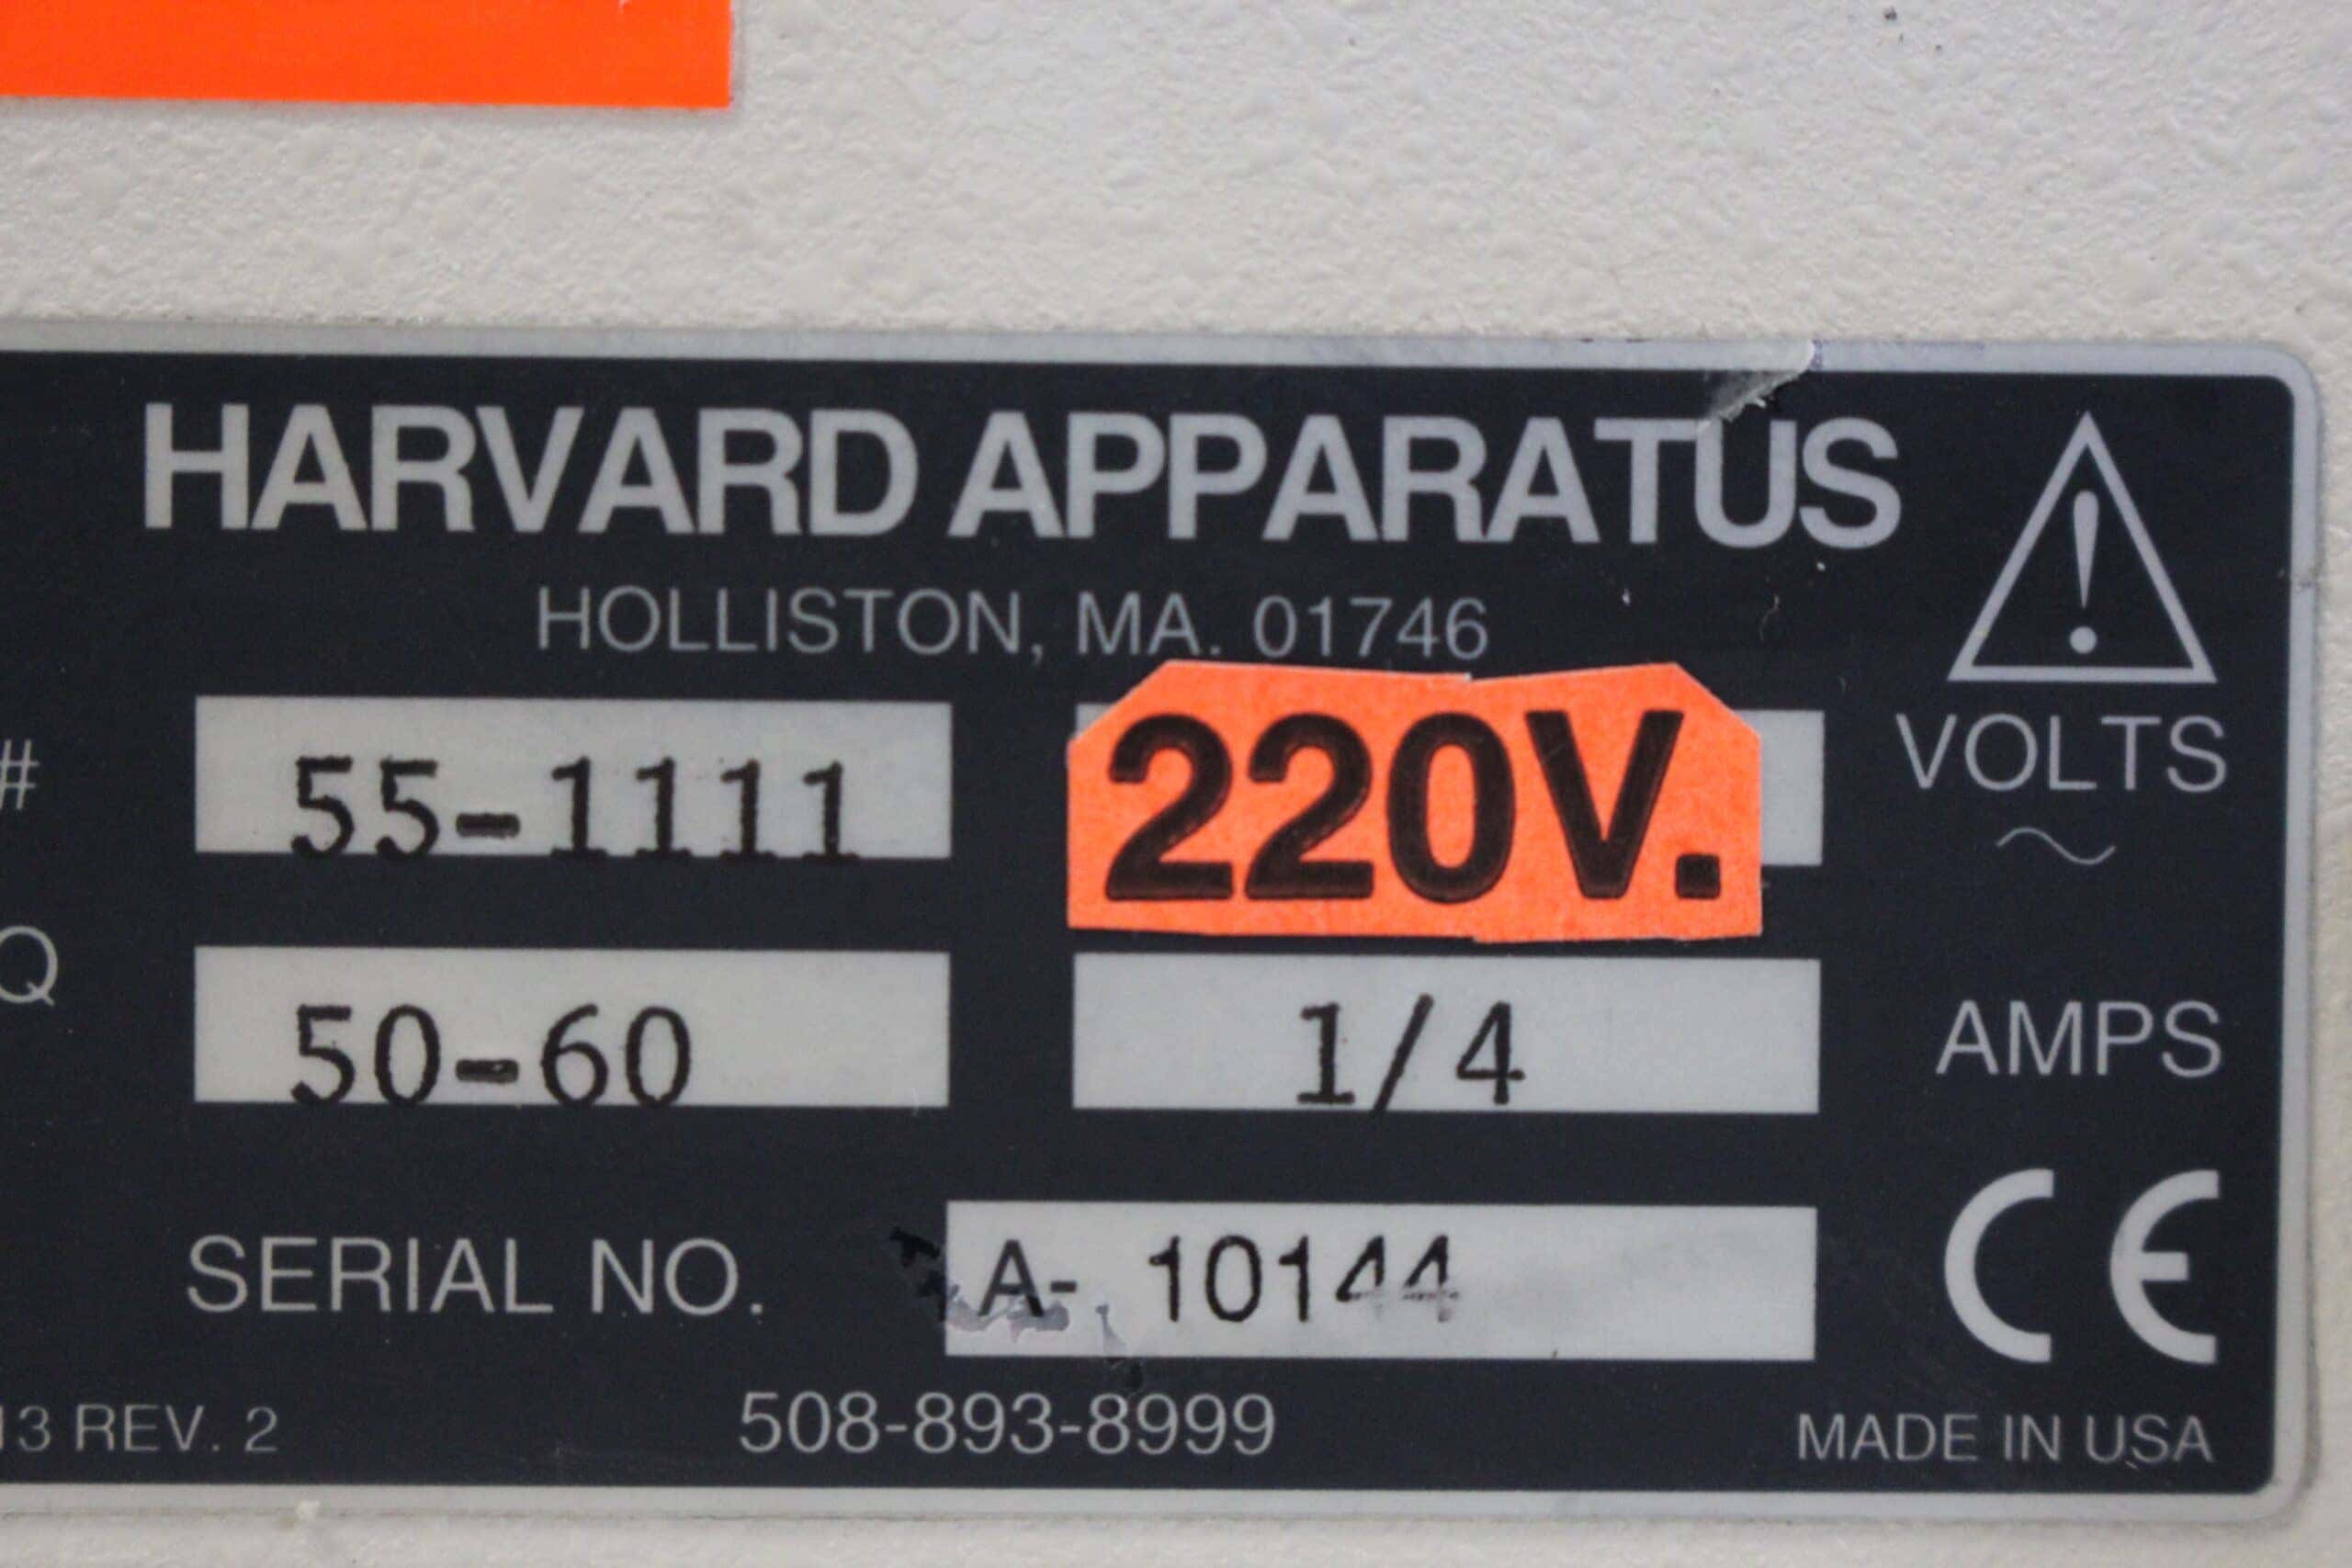 HARVARD APPARATUS
HOLLISTON, MA. 01746
# 55-1111 220V. VOLTS
Q 50-60 1/4 AMPS
SERIAL NO. A- 10144 CE
13 REV. 2 508-893-8999 MADE IN USA